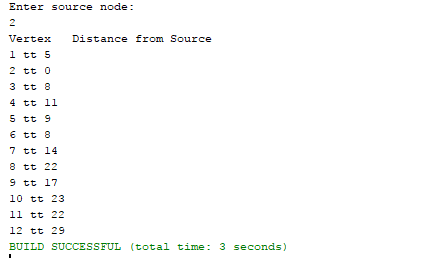 Enter source node:
2
Vertex   Distance from Source
1 tt 5
2 tt 0
3 tt 8
4 tt 11
5 tt 9
6 tt 8
7 tt 14
8 tt 22
9 tt 17
10 tt 23
11 tt 22
12 tt 29
BUILD SUCCESSFUL (total time: 3 seconds)